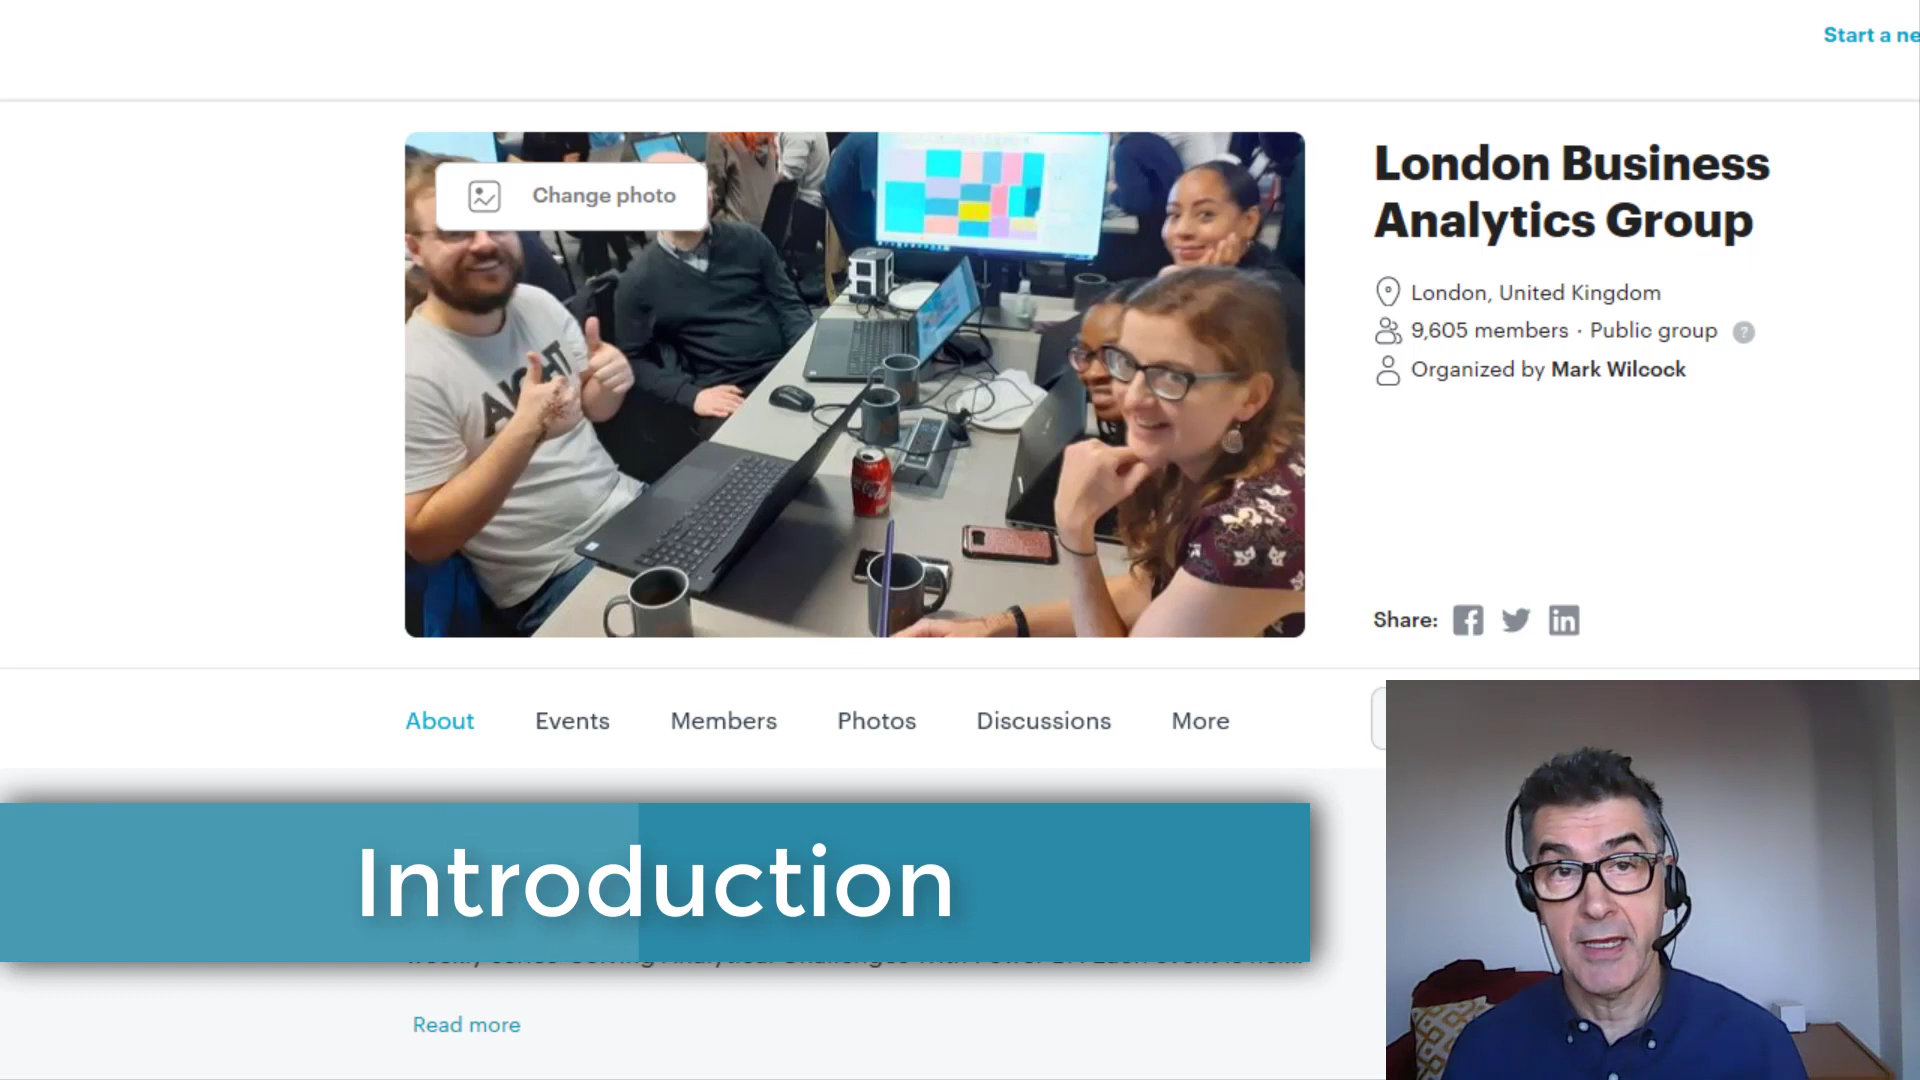 Start a ne
Change photo
London Business
Analytics Group
London, United Kingdom
9,605 members · Public group ?
Organized by Mark Wilcock
Share:
About Events Members Photos Discussions More
Introduction
Read more